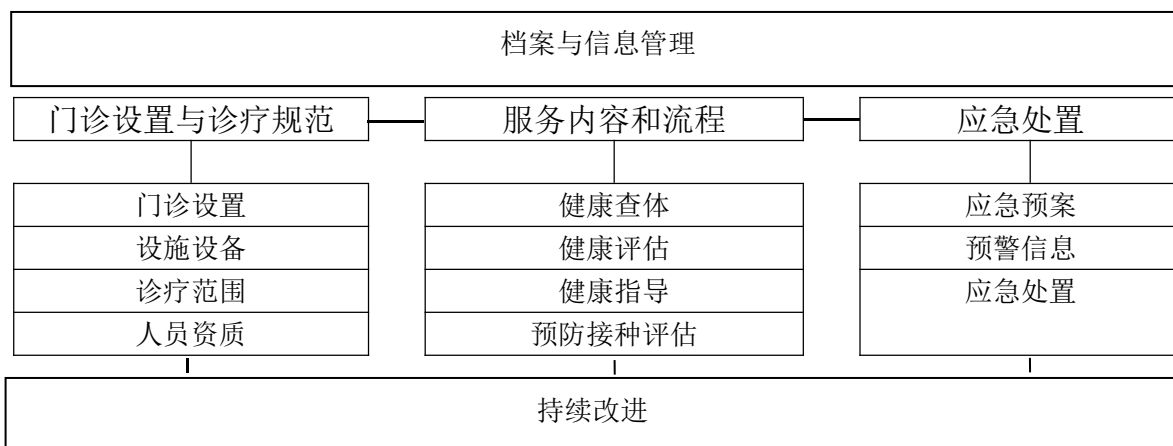 档案与信息管理
门诊设置与诊疗规范
服务内容和流程
应急处置
门诊设置
健康查体
应急预案
设施设备
健康评估
预警信息
诊疗范围
健康指导
应急处置
人员资质
预防接种评估
持续改进